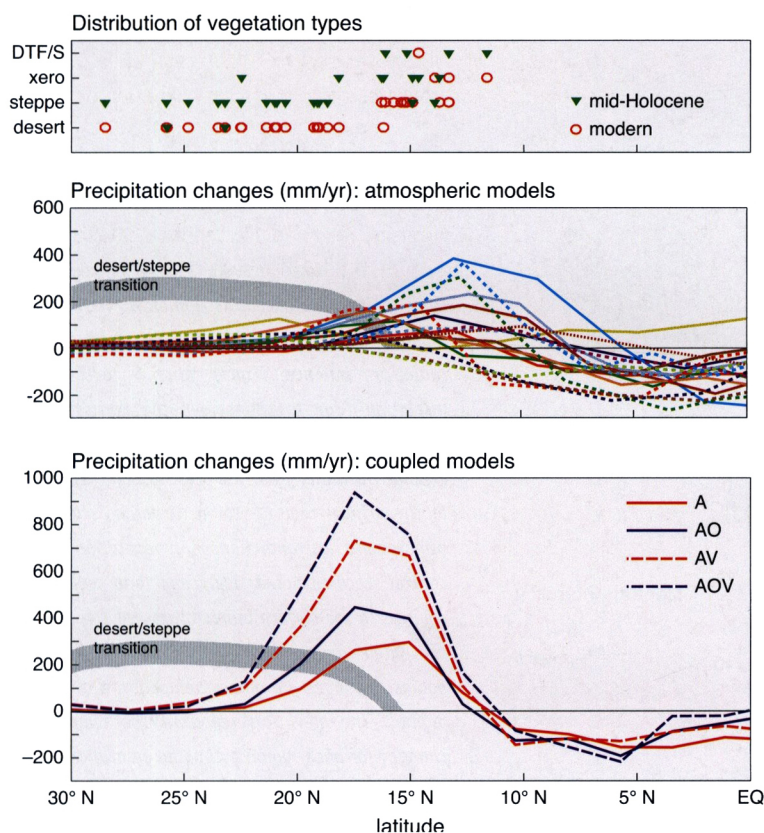 Distribution of vegetation types
DTF/S
xero
steppe
desert
mid-Holocene
modern
Precipitation changes (mm/yr): atmospheric models
600
400
200
0
-200
desert/steppe
transition
Precipitation changes (mm/yr): coupled models
1000
800
600
400
200
0
–200
desert/steppe
transition
A
AO
AV
AOV
30° N 25° N 20° N 15° N 10° N 5° N EQ
latitude